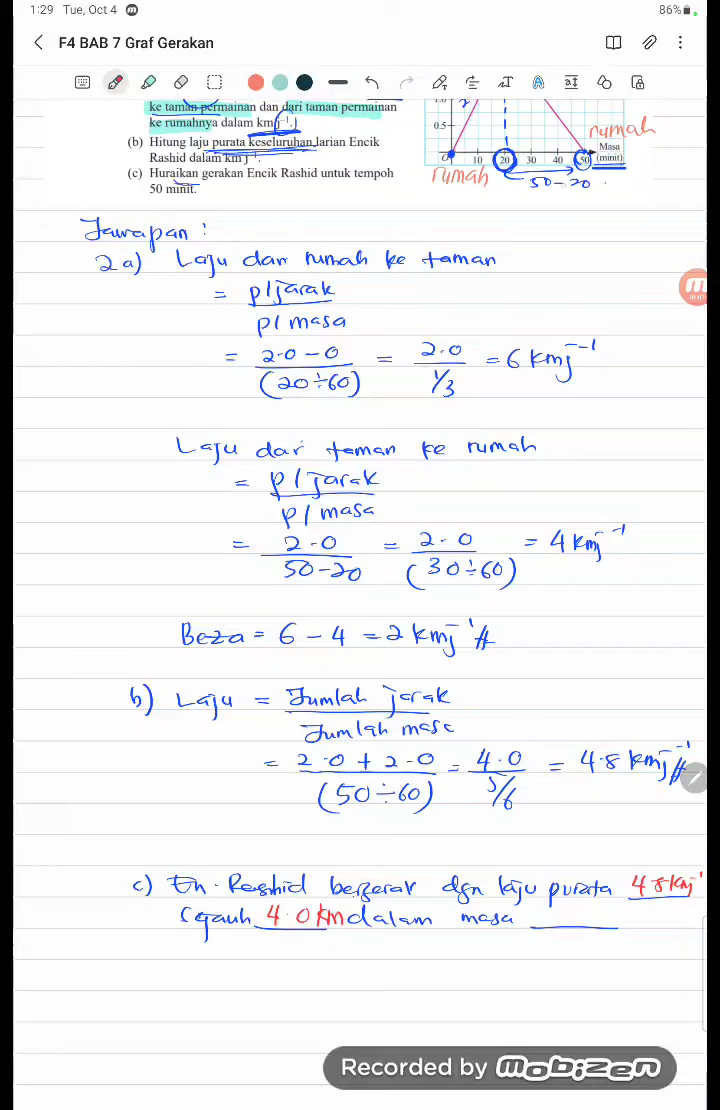 1:29 Tue, Oct 4
86%
F4 BAB 7 Graf Gerakan
ke taman permainan dan dari taman permainan
ke rumahnya dalam km j⁻¹.
(b) Hitung laju purata keseluruhan larian Encik
Rashid dalam km j⁻¹.
(c) Huraikan gerakan Encik Rashid untuk tempoh
50 minit.
1.0
0.5
O 10 20 30 40 50 Masa
(minit)
rumah
rumah
50-20
Jawapan :
2a) Laju dari rumah ke taman
= p/jarak
p/masa
= 2.0 - 0 = 2.0 = 6 kmj⁻¹
(20÷60) 1/3
Laju dari taman ke rumah
= p/jarak
p/masa
= 2.0 = 2.0 = 4 kmj⁻¹
50-20 (30÷60)
Beza = 6 - 4 = 2 kmj⁻¹ //
b) Laju = Jumlah jarak
Jumlah masa
= 2.0 + 2.0 = 4.0 = 4.8 kmj⁻¹ //
(50÷60) 5/6
c) En. Rashid bergerak dgn laju purata 4.8 kmj⁻¹
sejauh 4.0 km dalam masa
Recorded by mobizen